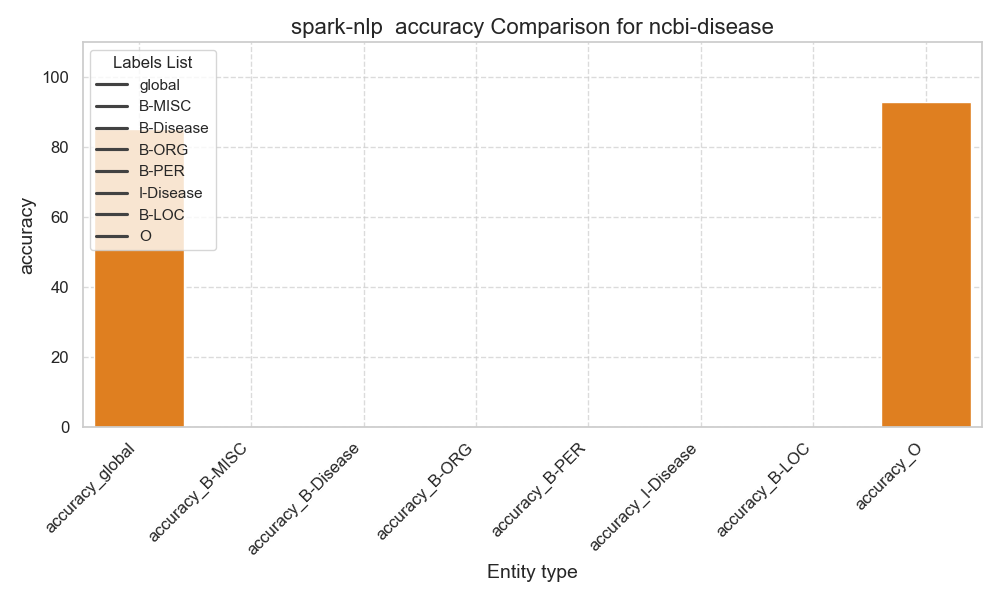 spark-nlp  accuracy Comparison for ncbi-disease
Labels List
global
B-MISC
B-Disease
B-ORG
B-PER
I-Disease
B-LOC
O
accuracy
100
80
60
40
20
0
accuracy_global
accuracy_B-MISC
accuracy_B-Disease
accuracy_B-ORG
accuracy_B-PER
accuracy_I-Disease
accuracy_B-LOC
accuracy_O
Entity type